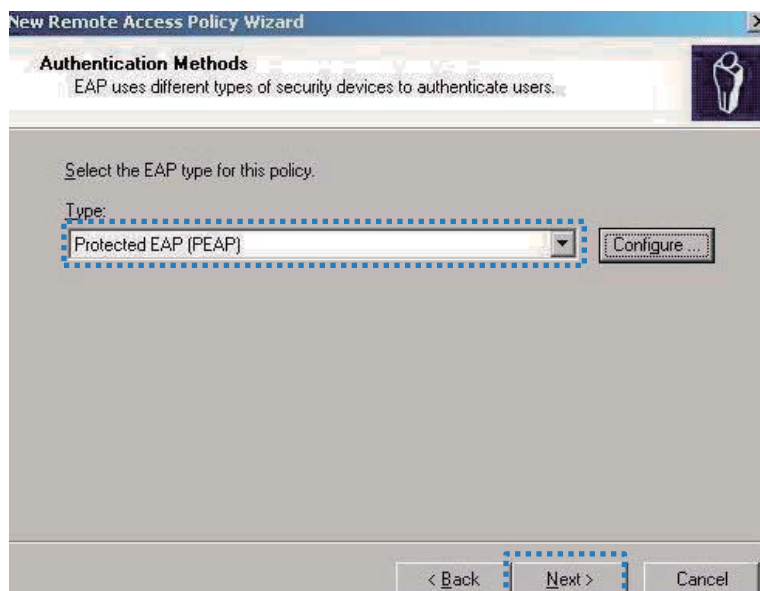 New Remote Access Policy Wizard
Authentication Methods
EAP uses different types of security devices to authenticate users.
Select the EAP type for this policy.
Type:
Protected EAP (PEAP)
Configure ...
< Back
Next >
Cancel